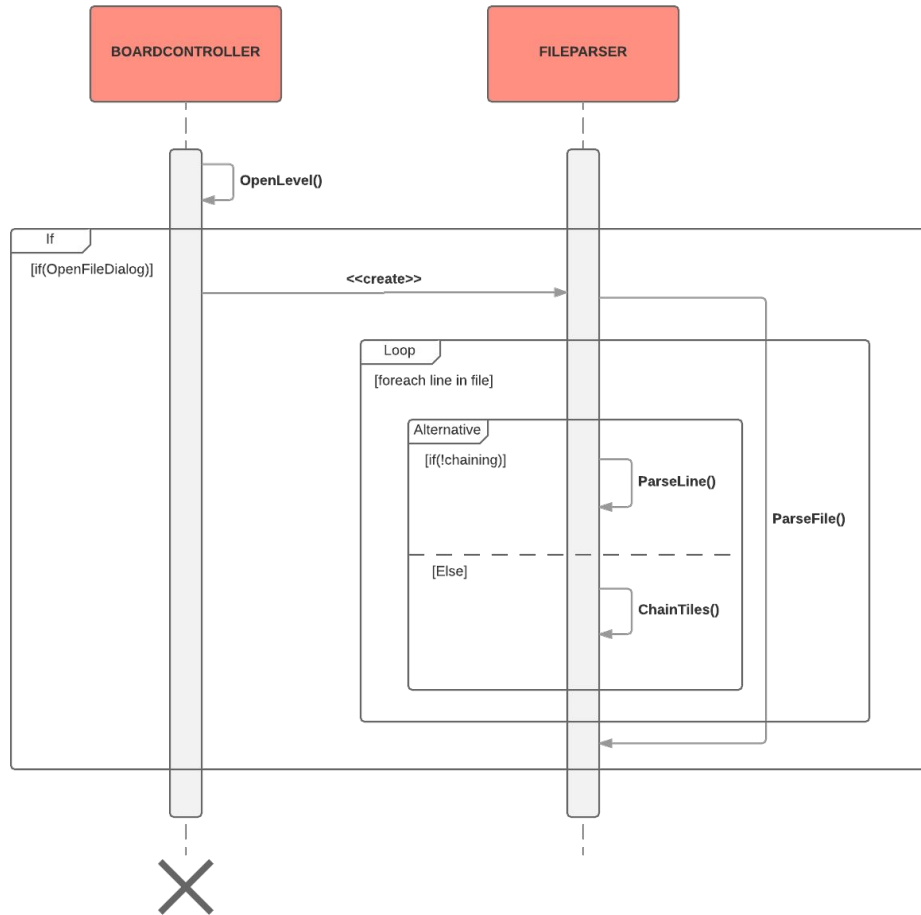 BOARDCONTROLLER
FILEPARSER
OpenLevel()
If
[if(OpenFileDialog)]
<<create>>
Loop
[foreach line in file]
Alternative
[if(!chaining)]
ParseLine()
ParseFile()
[Else]
ChainTiles()